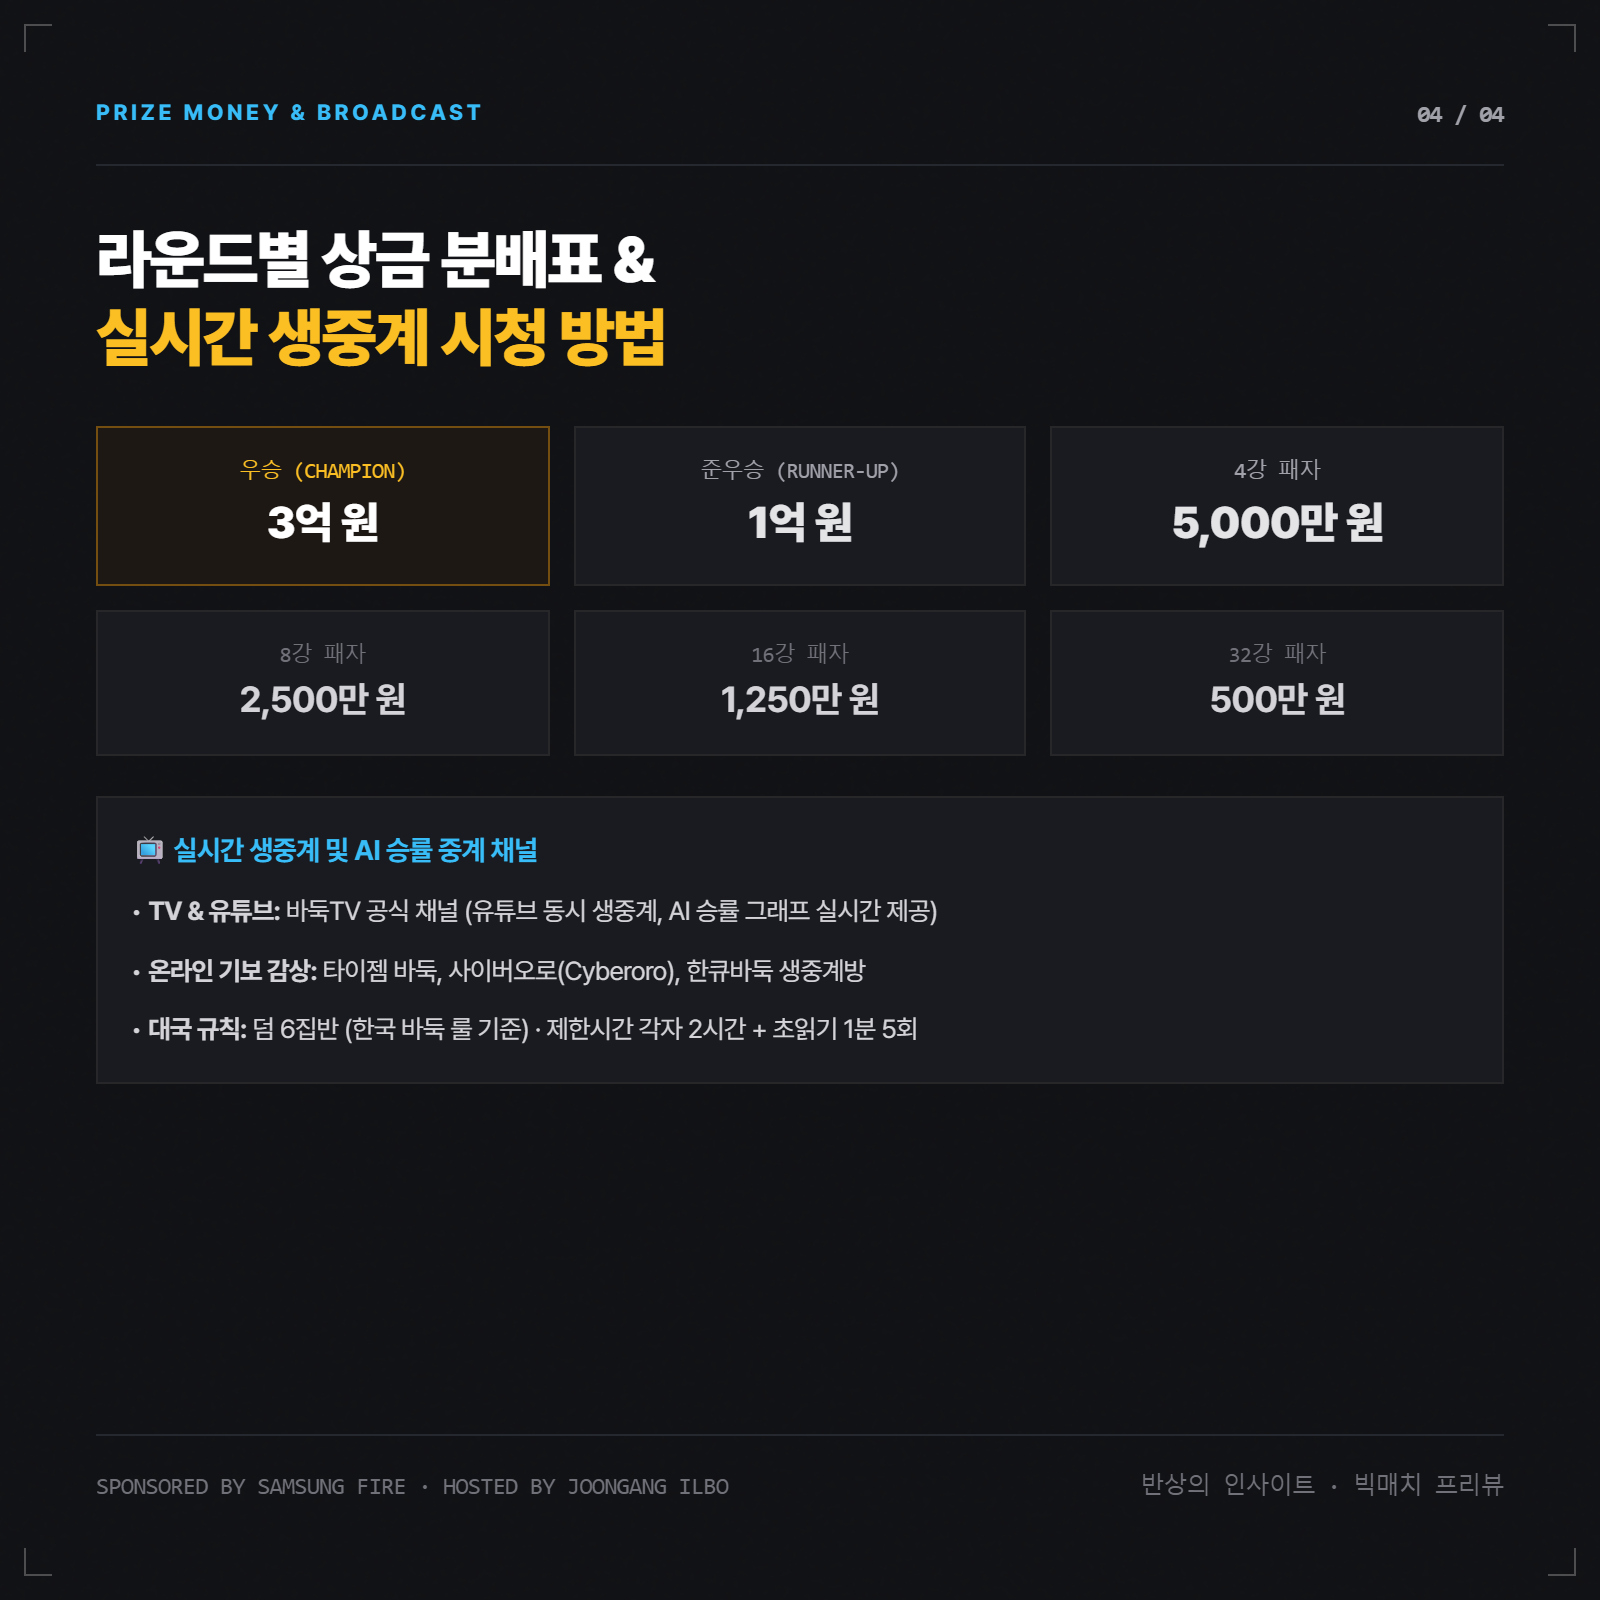 PRIZE MONEY & BROADCAST
04 / 04
라운드별 상금 분배표 &
실시간 생중계 시청 방법
우승 (CHAMPION)
3억 원
준우승 (RUNNER-UP)
1억 원
4강 패자
5,000만 원
8강 패자
2,500만 원
16강 패자
1,250만 원
32강 패자
500만 원
📺 실시간 생중계 및 AI 승률 중계 채널
• TV & 유튜브: 바둑TV 공식 채널 (유튜브 동시 생중계, AI 승률 그래프 실시간 제공)
• 온라인 기보 감상: 타이젬 바둑, 사이버오로(Cyberoro), 한큐바둑 생중계방
• 대국 규칙: 덤 6집반 (한국 바둑 룰 기준) · 제한시간 각자 2시간 + 초읽기 1분 5회
SPONSORED BY SAMSUNG FIRE · HOSTED BY JOONGANG ILBO
반상의 인사이트 · 빅매치 프리뷰